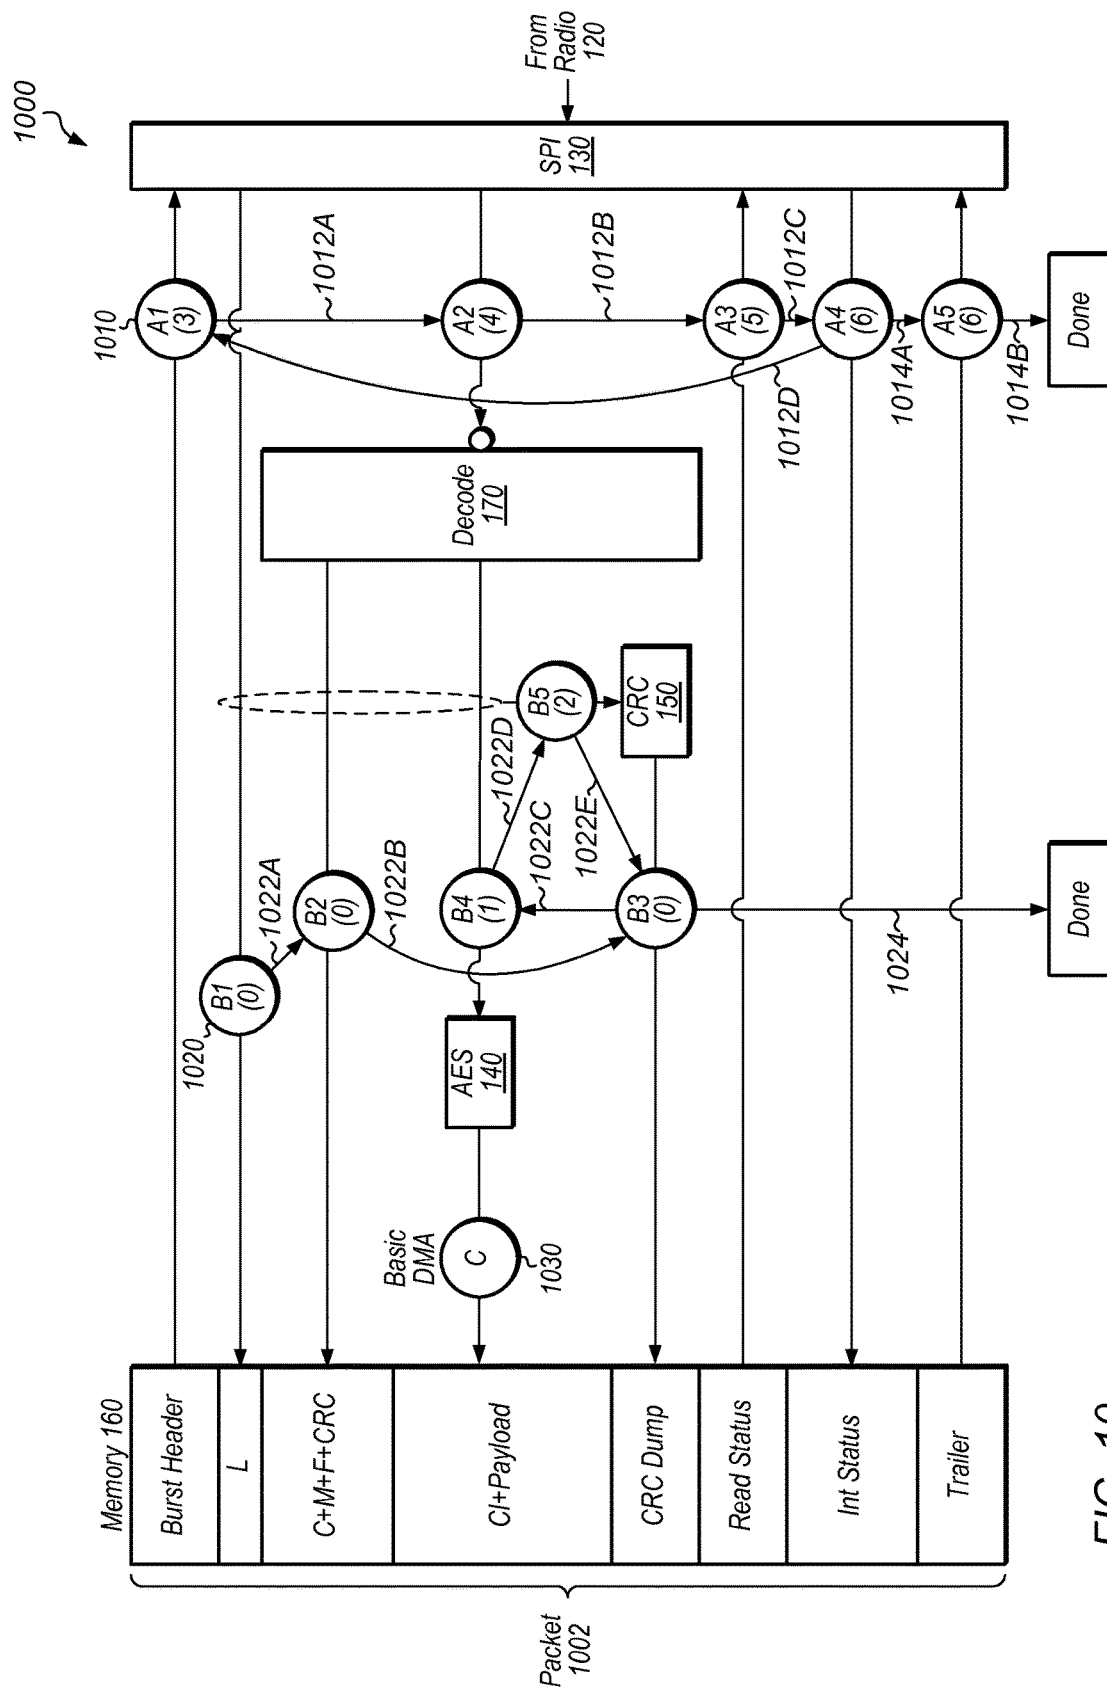 1000
Memory 160
Burst Header
L
C+M+F+CRC
CI+Payload
CRC Dump
Read Status
Int Status
Trailer
Packet
1002
Basic
DMA
C
1030
AES
140
1020
B1
(0)
1022A
B2
(0)
1022B
B4
(1)
1022C
1022D
B5
(2)
1022E
B3
(0)
CRC
150
1024
Done
Decode
170
1010
A1
(3)
1012A
A2
(4)
1012B
A3
(5)
1012C
A4
(6)
1012D
1014A
A5
(6)
1014B
Done
SPI
130
From
Radio
120